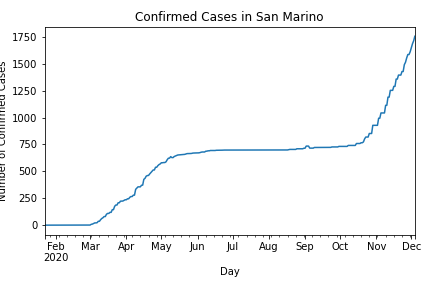 Confirmed Cases in San Marino
Number of Confirmed Cases
1750
1500
1250
1000
750
500
250
0
Feb Mar Apr May Jun Jul Aug Sep Oct Nov Dec
2020
Day